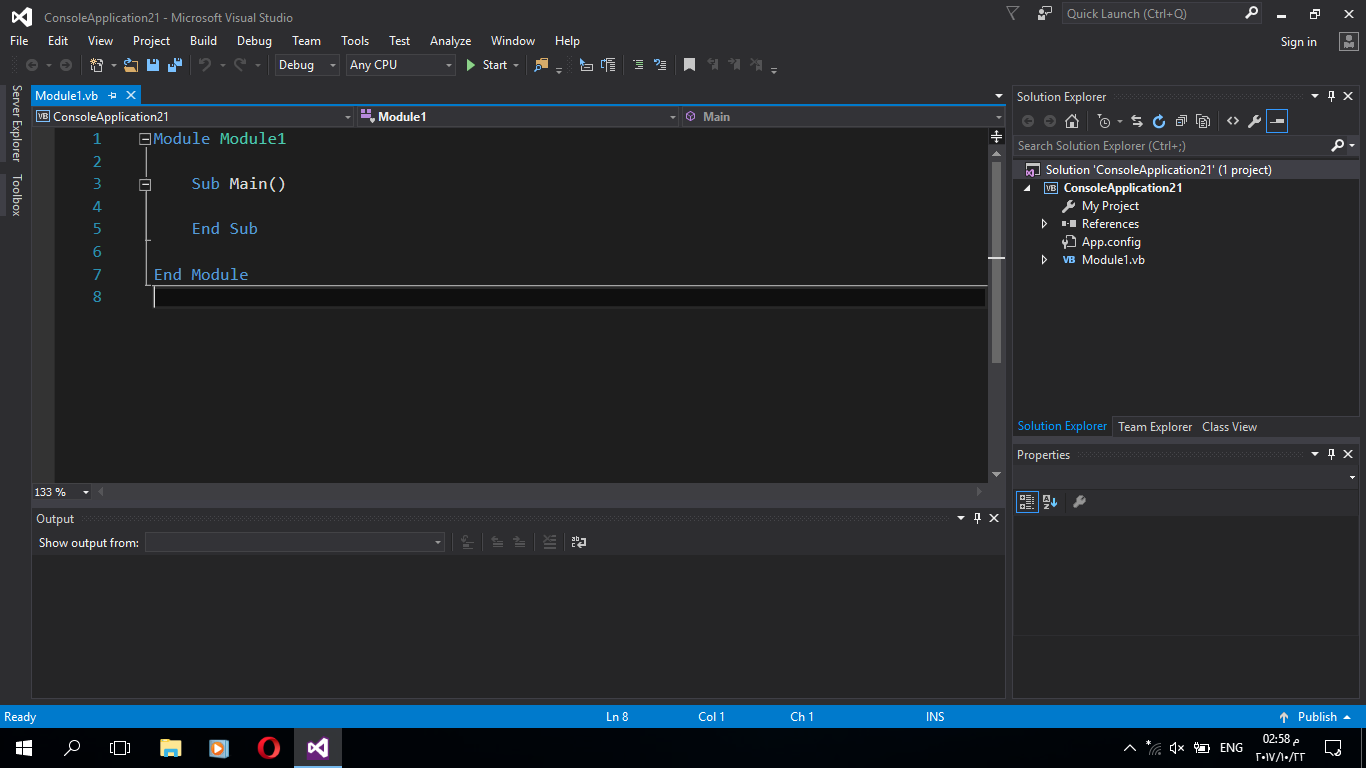 ConsoleApplication21 - Microsoft Visual Studio
Quick Launch (Ctrl+Q)
File Edit View Project Build Debug Team Tools Test Analyze Window Help
Sign in
Debug Any CPU Start
Server Explorer
Toolbox
Module1.vb
VB ConsoleApplication21 Module1 Main
1 Module Module1
2
3 Sub Main()
4
5 End Sub
6
7 End Module
8
133 %
Output
Show output from:
Solution Explorer
Search Solution Explorer (Ctrl+;)
Solution 'ConsoleApplication21' (1 project)
VB ConsoleApplication21
My Project
References
App.config
VB Module1.vb
Solution Explorer Team Explorer Class View
Properties
Ready Ln 8 Col 1 Ch 1 INS Publish
ENG
02:58 م
٢٠١٧/١٠/٢٢